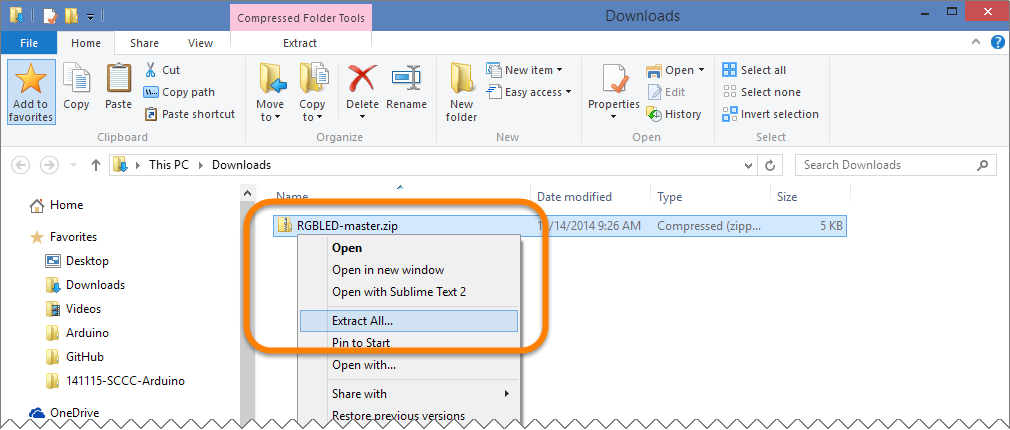 Compressed Folder Tools
Downloads
File Home Share View Extract
Add to favorites
Copy
Paste
Cut
Copy path
Paste shortcut
Move to
Copy to
Delete
Rename
New folder
New item
Easy access
Properties
Open
Edit
History
Select all
Select none
Invert selection
Clipboard Organize New Open Select
This PC Downloads
Search Downloads
Name Date modified Type Size
RGBLED-master.zip 9:26 AM Compressed (zipp... 5 KB
Home
Favorites
Desktop
Downloads
Videos
Arduino
GitHub
141115-SCCC-Arduino
OneDrive
Open
Open in new window
Open with Sublime Text 2
Extract All...
Pin to Start
Open with...
Share with
Restore previous versions